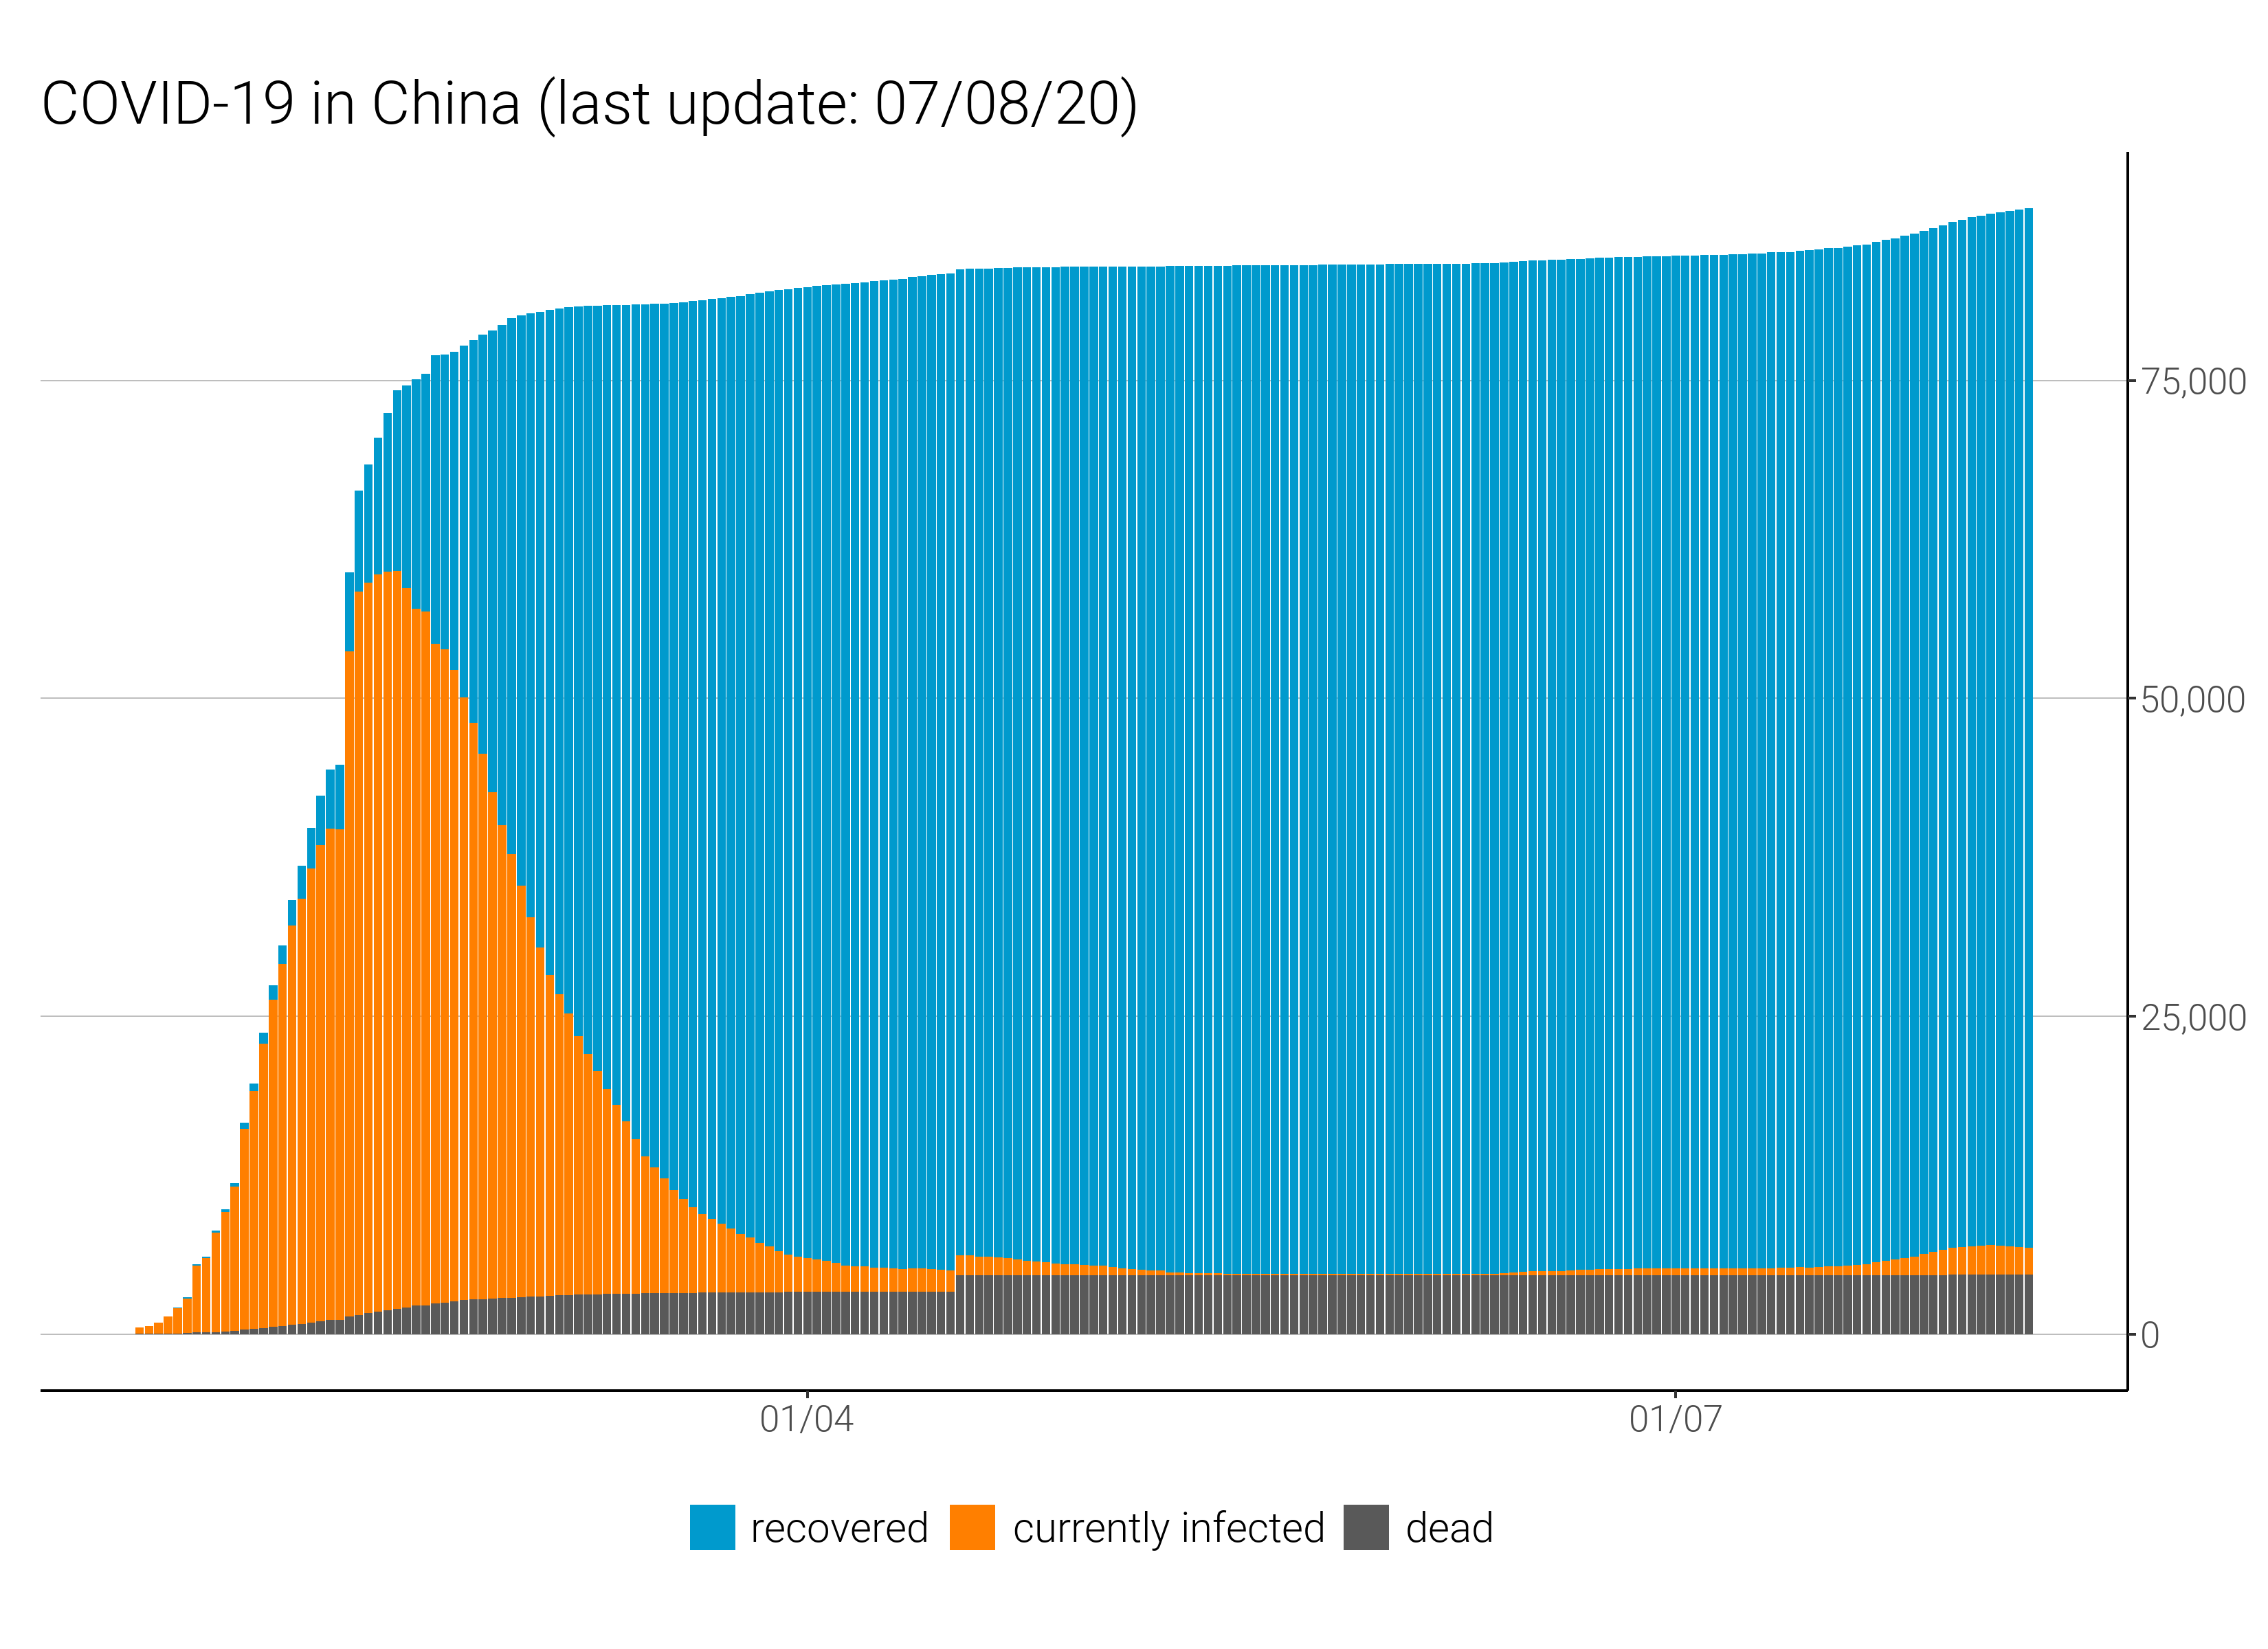 COVID-19 in China (last update: 07/08/20)
75,000
50,000
25,000
0
01/04 01/07
recovered currently infected dead